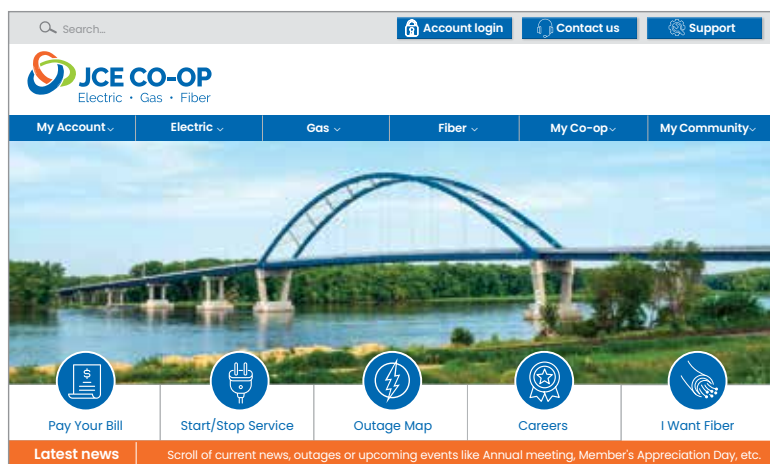 Search...
Account login
Contact us
Support
JCE CO-OP
Electric • Gas • Fiber
My Account
Electric
Gas
Fiber
My Co-op
My Community
$
Pay Your Bill
Start/Stop Service
Outage Map
Careers
I Want Fiber
Latest news
Scroll of current news, outages or upcoming events like Annual meeting, Member's Appreciation Day, etc.